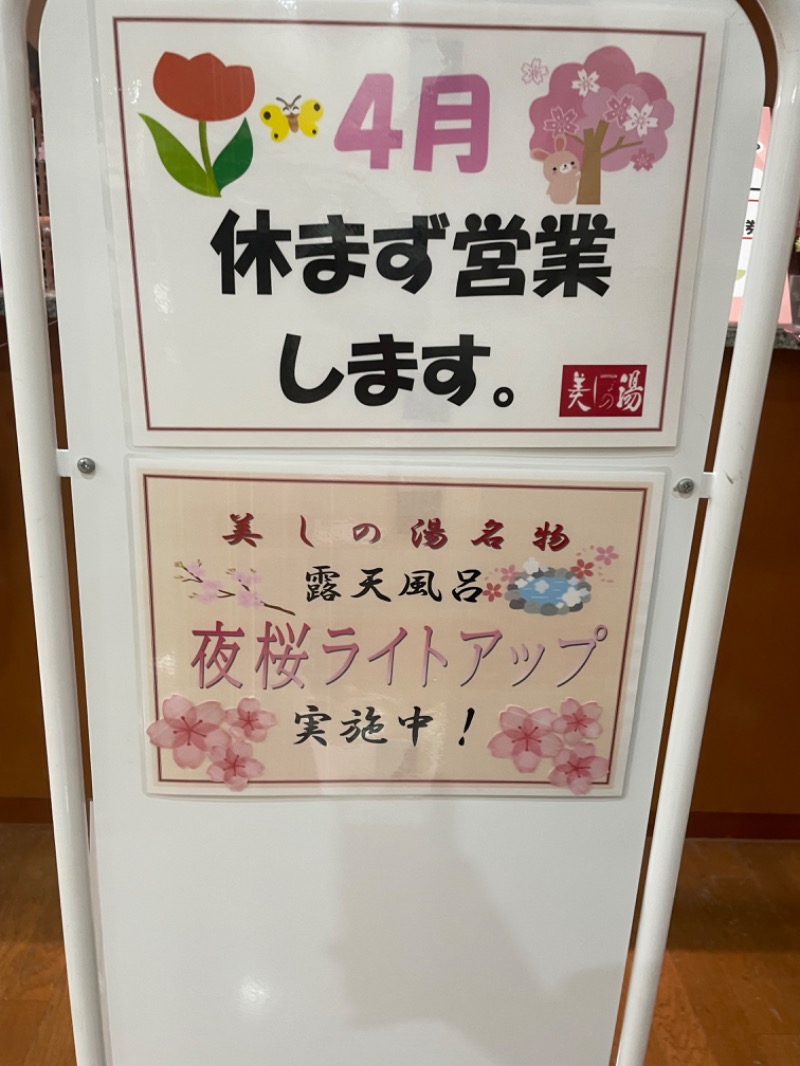 4月
休まず営業
します。
美しの湯
美しの湯名物
露天風呂
夜桜ライトアップ
実施中！